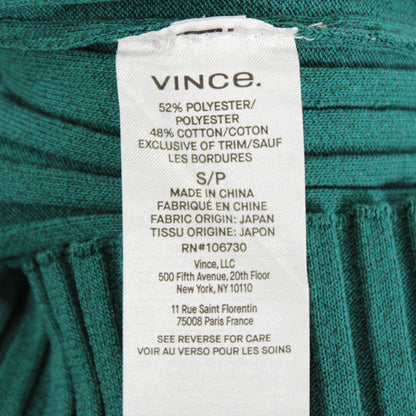 VINCE.
52% POLYESTER/
POLYESTER
48% COTTON/COTON
EXCLUSIVE OF TRIM/SAUF
LES BORDURES
S/P
MADE IN CHINA
FABRIQUÉ EN CHINE
FABRIC ORIGIN: JAPAN
TISSU ORIGINE: JAPON
RN#106730
Vince, LLC
500 Fifth Avenue, 20th Floor
New York, NY 10110
11 Rue Saint Florentin
75008 Paris France
SEE REVERSE FOR CARE
VOIR AU VERSO POUR LES SOINS